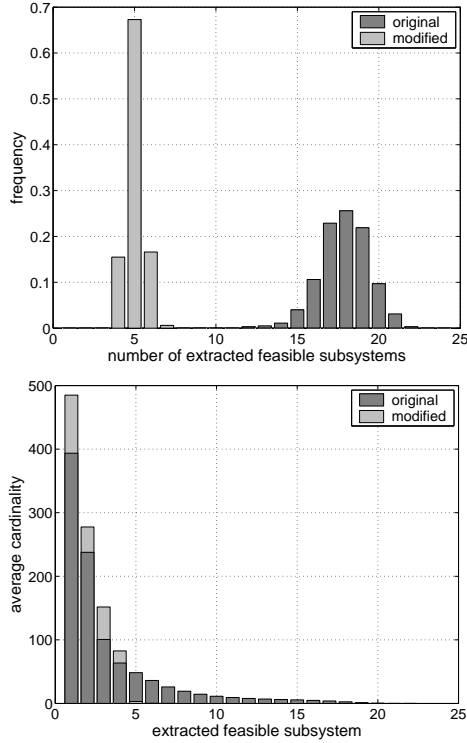 0.7
original
modified
0.6
0.5
0.4
0.3
0.2
0.1
0
frequency
0 5 10 15 20 25
number of extracted feasible subsystems
500
original
modified
400
300
200
100
0
average cardinality
0 5 10 15 20 25
extracted feasible subsystem